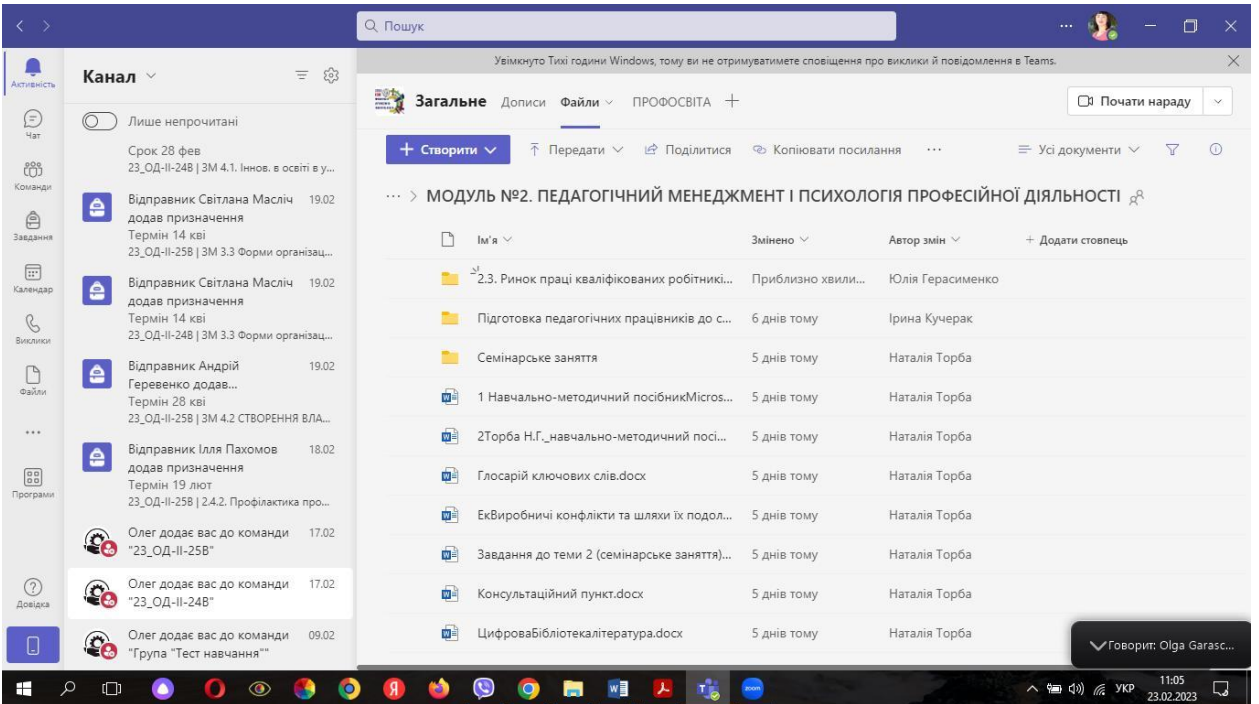 Пошук
Увімкнуто Тихі години Windows, тому ви не отримуватимете сповіщення про виклики й повідомлення в Teams.
Активність
Чат
Команди
Завдання
Календар
Виклики
Файли
Програми
Довідка
Канал
Лише непрочитані
Срок 28 фев
23_ОД-ІІ-24В | ЗМ 4.1. Іннов. в освіті в у...
Відправник Світлана Масліч 19.02
додав призначення
Термін 14 кві
23_ОД-ІІ-25В | ЗМ 3.3 Форми організац...
Відправник Світлана Масліч 19.02
додав призначення
Термін 14 кві
23_ОД-ІІ-24В | ЗМ 3.3 Форми організац...
Відправник Андрій 19.02
Геревенко додав...
Термін 28 кві
23_ОД-ІІ-25В | ЗМ 4.2 СТВОРЕННЯ ВЛА...
Відправник Ілля Пахомов 18.02
додав призначення
Термін 19 лют
23_ОД-ІІ-25В | 2.4.2. Профілактика про...
Олег додає вас до команди 17.02
"23_ОД-ІІ-25В"
Олег додає вас до команди 17.02
"23_ОД-ІІ-24В"
Олег додає вас до команди 09.02
"Група "Тест навчання""
Загальне Дописи Файли ПРОФОСВІТА +
Почати нараду
+ Створити Передати Поділитися Копіювати посилання ... Усі документи
... > МОДУЛЬ №2. ПЕДАГОГІЧНИЙ МЕНЕДЖМЕНТ І ПСИХОЛОГІЯ ПРОФЕСІЙНОЇ ДІЯЛЬНОСТІ
Ім'я Змінено Автор змін + Додати стовпець
2.3. Ринок праці кваліфікованих робітникі... Приблизно хвили... Юлія Герасименко
Підготовка педагогічних працівників до с... 6 днів тому Ірина Кучерак
Семінарське заняття 5 днів тому Наталія Торба
1 Навчально-методичний посібникMicros... 5 днів тому Наталія Торба
2Торба Н.Г._навчально-методичний посі... 5 днів тому Наталія Торба
Глосарій ключових слів.docx 5 днів тому Наталія Торба
ЕкВиробничі конфлікти та шляхи їх подол... 5 днів тому Наталія Торба
Завдання до теми 2 (семінарське заняття)... 5 днів тому Наталія Торба
Консультаційний пункт.docx 5 днів тому Наталія Торба
ЦифроваБібліотекалітература.docx 5 днів тому Наталія Торба
Говорит: Olga Garasc...
zoom
УКР
11:05
23.02.2023